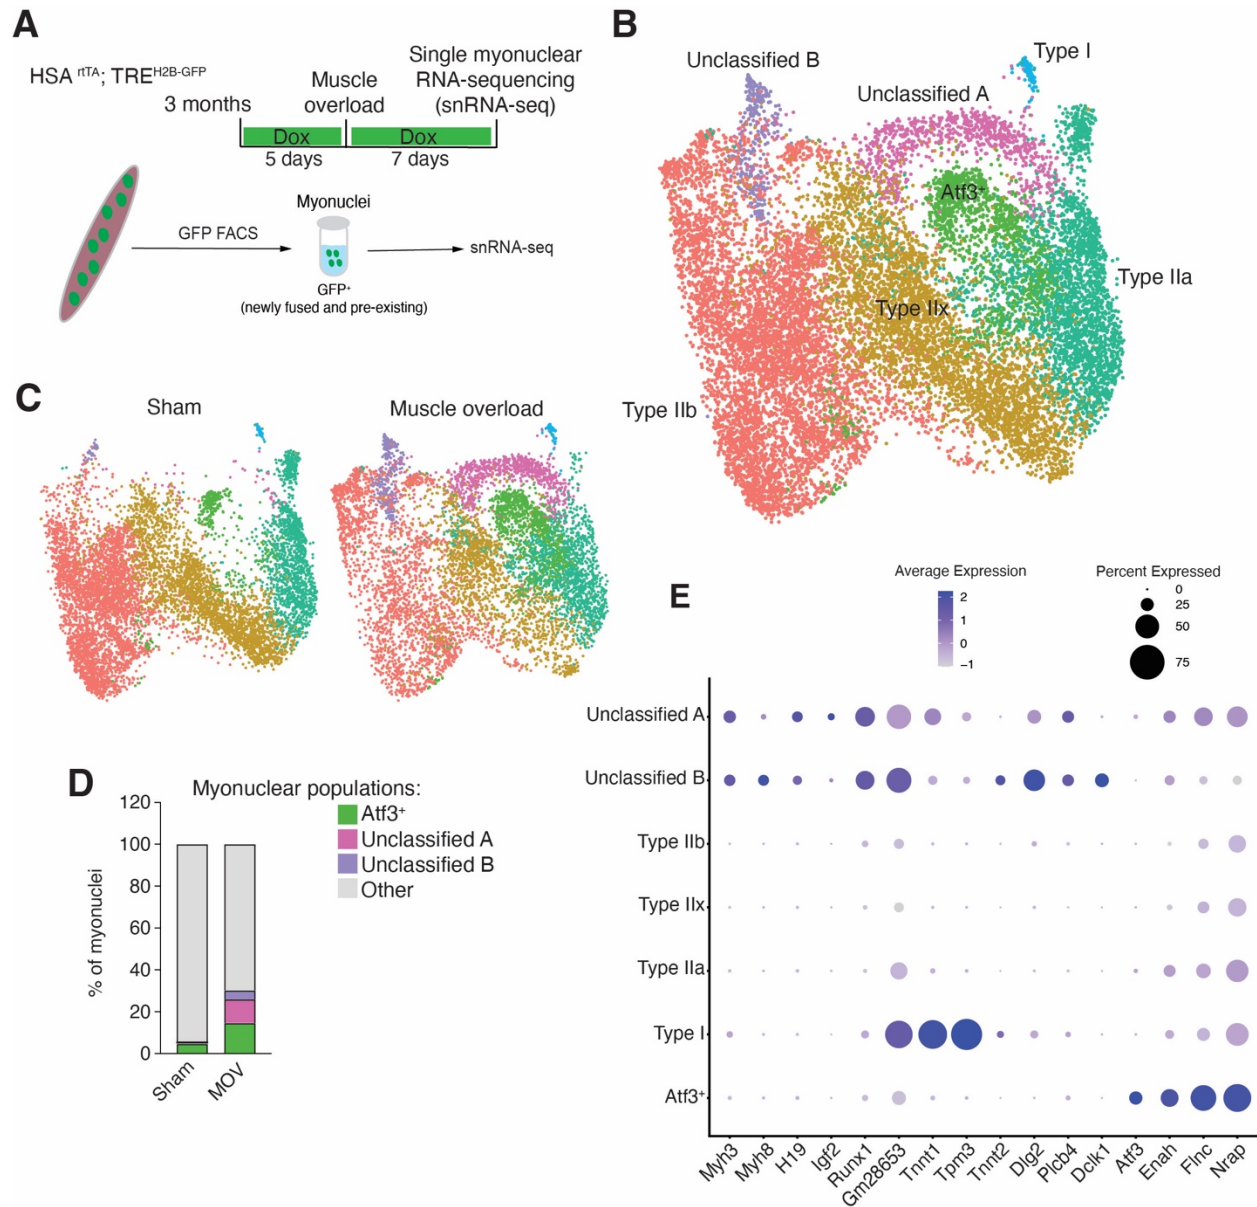 A
HSA rtTA; TREH2B-GFP
3 months
Muscle
overload
Single myonuclear
RNA-sequencing
(snRNA-seq)
Dox
Dox
5 days
7 days
GFP FACS
Myonuclei
GFP+
(newly fused and pre-existing)
snRNA-seq
B
Unclassified B
Type I
Unclassified A
Atf3+
Type IIa
Type IIx
Type IIb
C
Sham
Muscle overload
D
Myonuclear populations:
Atf3+
Unclassified A
Unclassified B
Other
% of myonuclei
120
100
80
60
40
20
0
Sham
MOV
E
Average Expression
2
1
0
−1
Percent Expressed
0
25
50
75
Unclassified A
Unclassified B
Type IIb
Type IIx
Type IIa
Type I
Atf3+
Myh3
Myh8
H19
Igf2
Runx1
Gm28653
Tnnt1
Tpm3
Tnnt2
Dlg2
Plcb4
Dclk1
Atf3
Enah
Flnc
Nrap